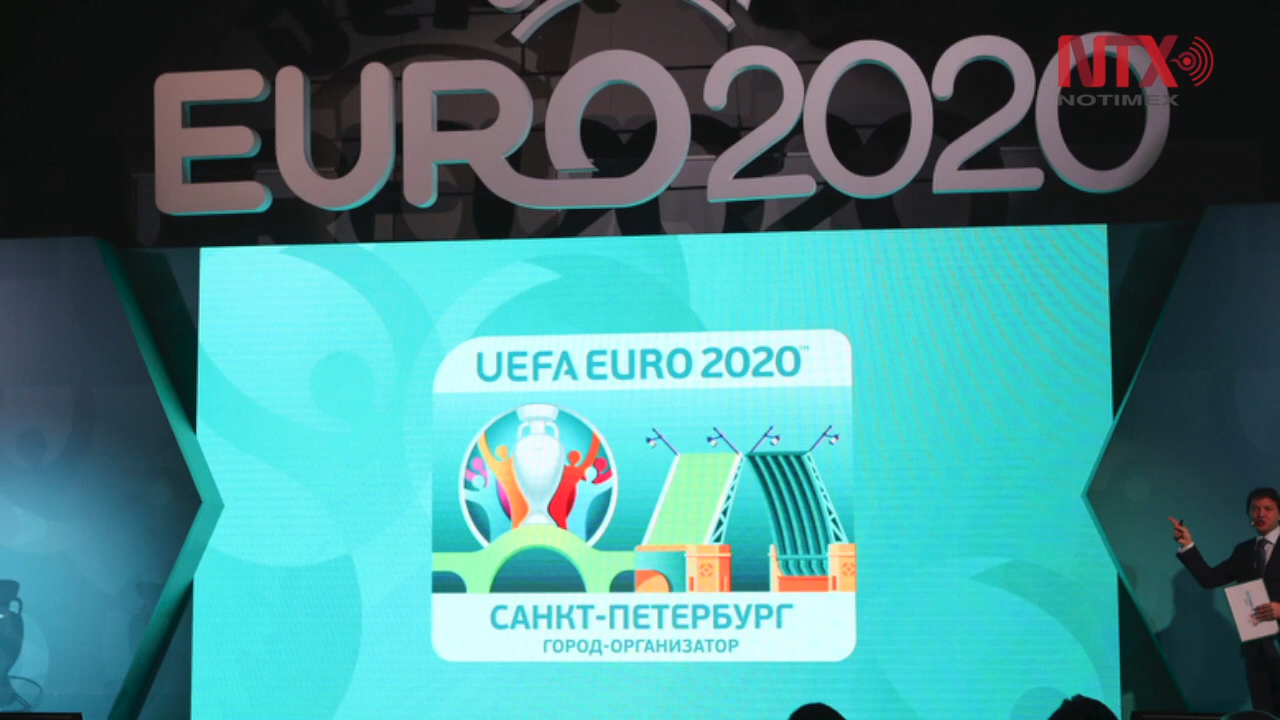 EURO2020
NTX
NOTIMEX
UEFA EURO 2020™
САНКТ-ПЕТЕРБУРГ
ГОРОД-ОРГАНИЗАТОР